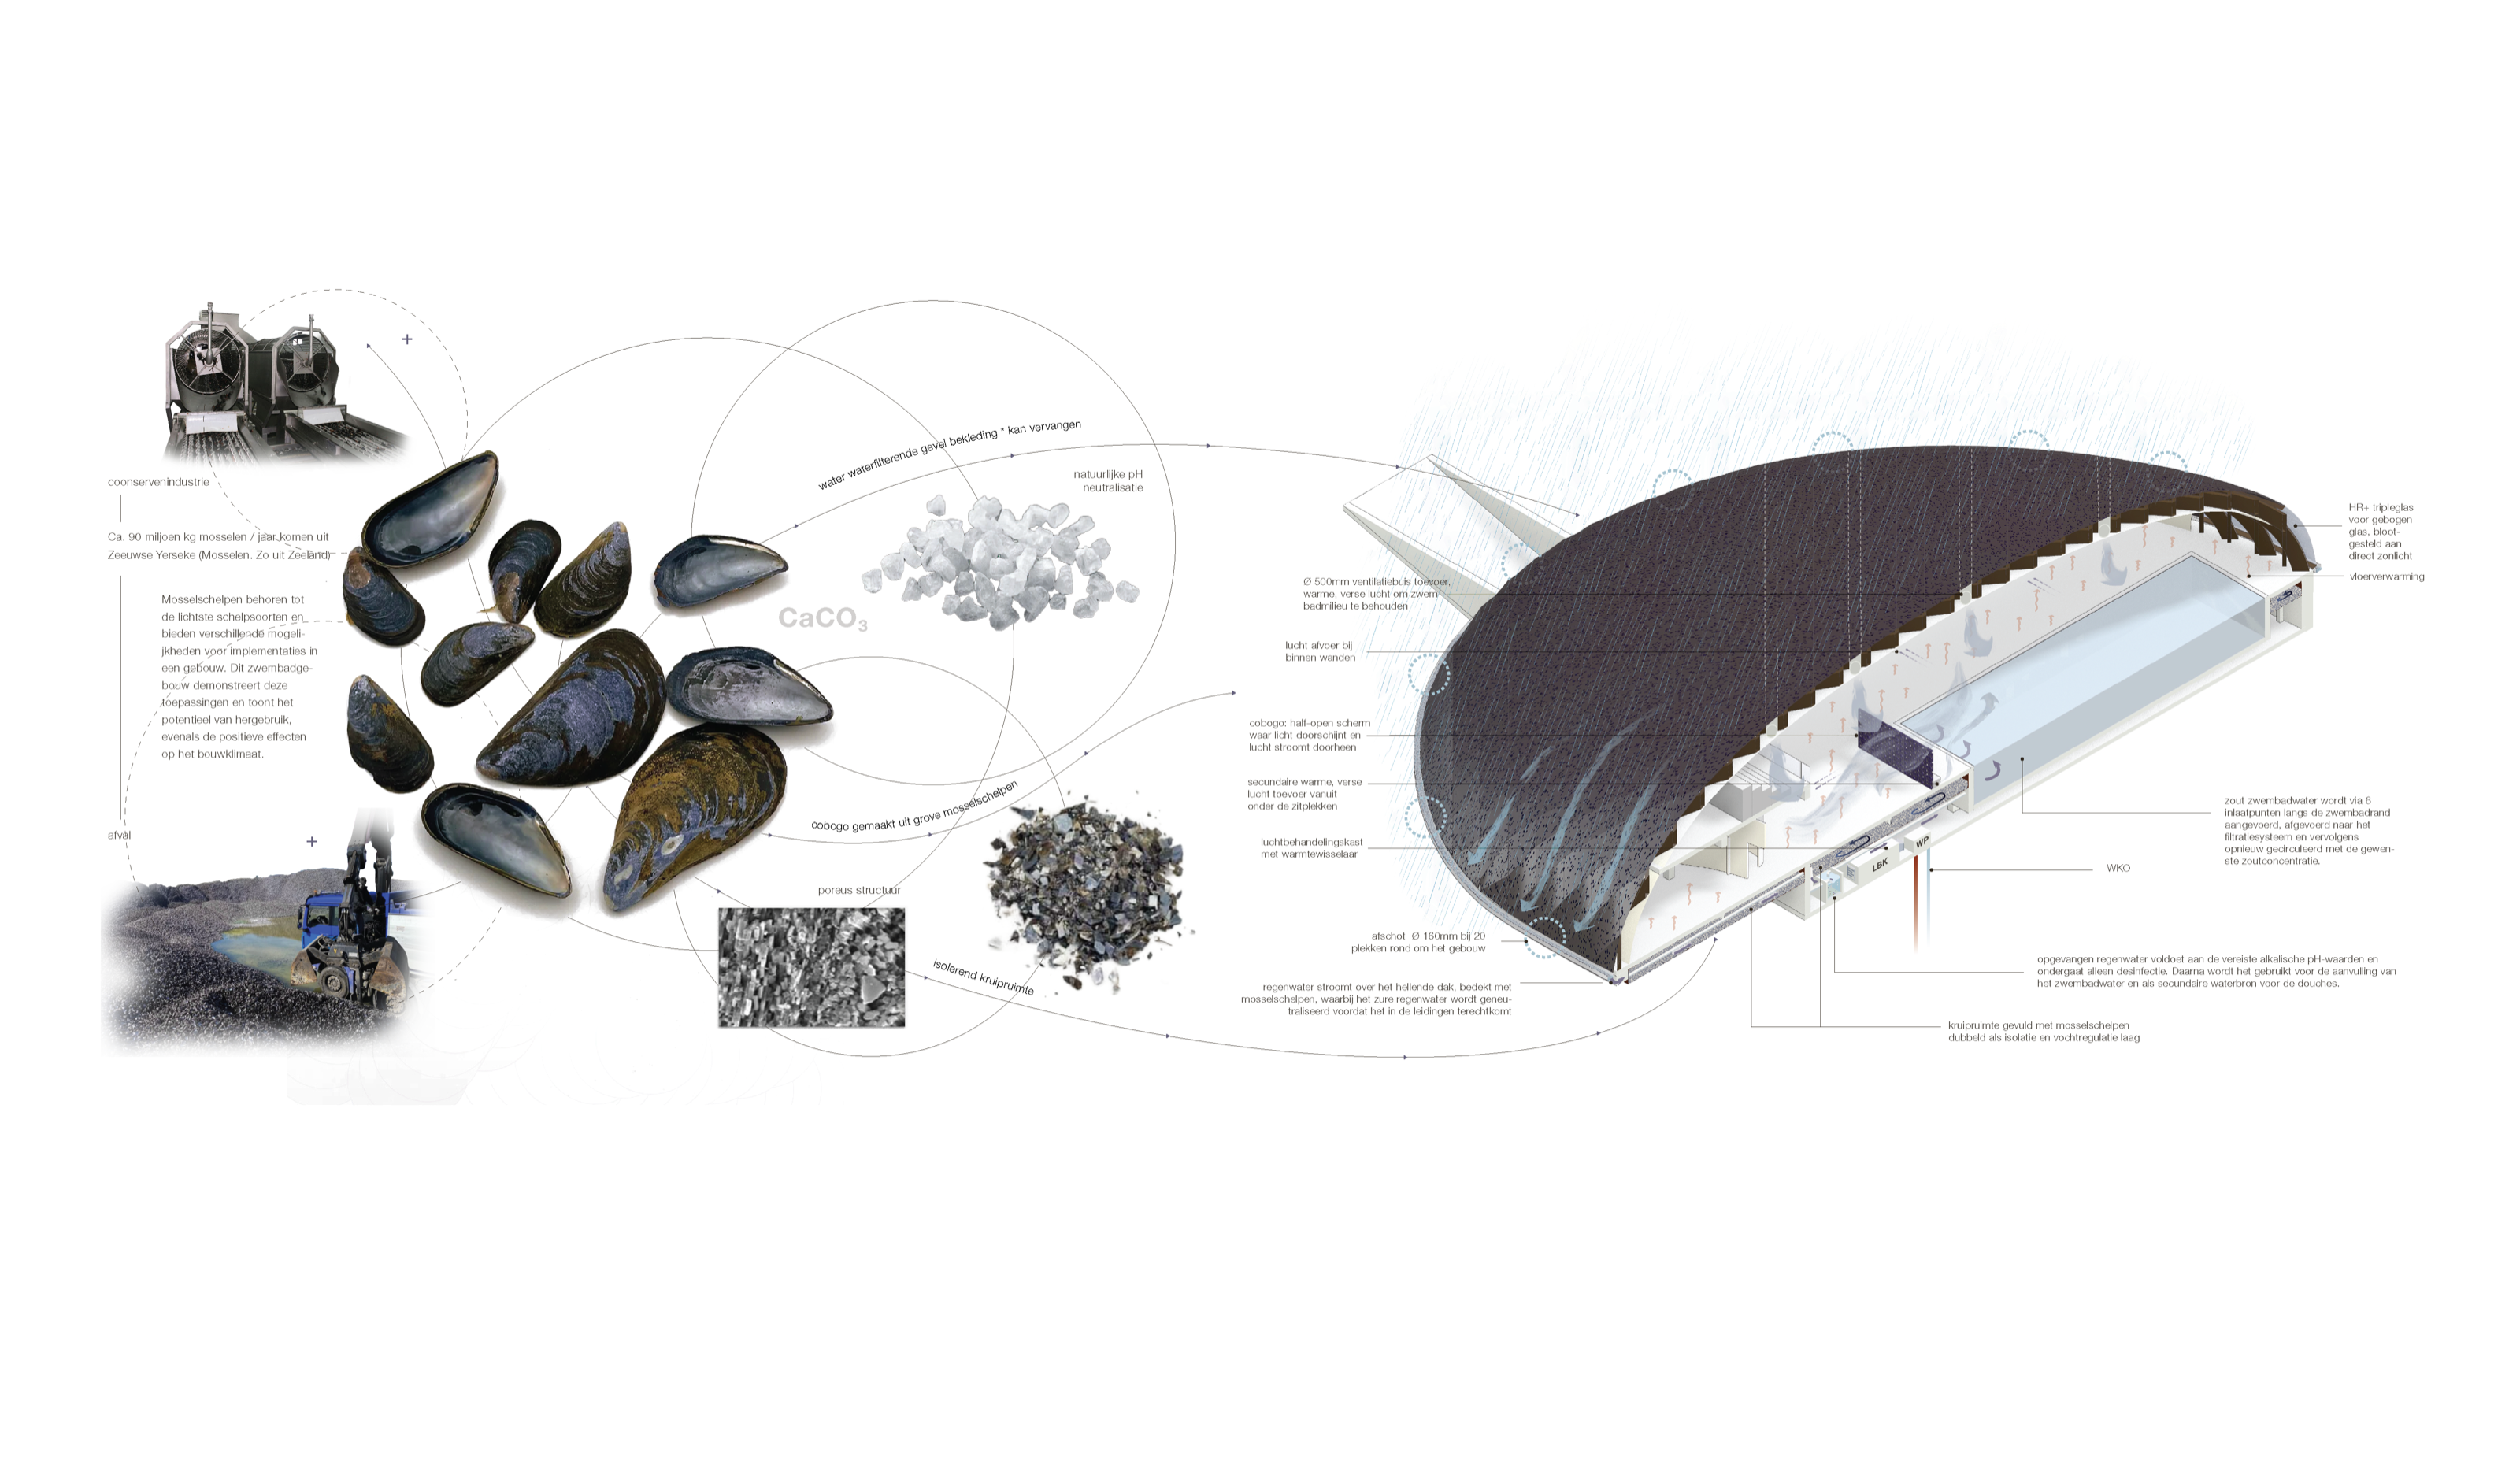 coonservenindustrie
Ca. 90 miljoen kg mosselen / jaar komen uit
Zeeuwse Yerseke (Mosselen. Zo uit Zeeland)
Mosselschelpen behoren tot
de lichtste schelpsoorten en
bieden verschillende mogeli-
jkheden voor implementaties in
een gebouw. Dit zwembadge-
bouw demonstreert deze
toepassingen en toont het
potentieel van hergebruik,
evenals de positieve effecten
op het bouwklimaat.
afval
water waterfilterende gevel bekleding * kan vervangen
natuurlijke pH
neutralisatie
CaCO3
cobogo gemaakt uit grove mosselschelpen
poreus structuur
isolerend kruipruimte
Ø 500mm ventilatiebuis toevoer,
warme, verse lucht om zwem-
badmilieu te behouden
lucht afvoer bij
binnen wanden
cobogo: half-open scherm
waar licht doorschijnt en
lucht stroomt doorheen
secundaire warme, verse
lucht toevoer vanuit
onder de zitplekken
luchtbehandelingskast
met warmtewisselaar
afschot Ø 160mm bij 20
plekken rond om het gebouw
regenwater stroomt over het hellende dak, bedekt met
mosselschelpen, waarbij het zure regenwater wordt geneu-
traliseerd voordat het in de leidingen terechtkomt
HR+ tripleglas
voor gebogen
glas, bloot-
gesteld aan
direct zonlicht
vloerverwarming
zout zwembadwater wordt via 6
inlaatpunten langs de zwembadrand
aangevoerd, afgevoerd naar het
filtratiesysteem en vervolgens
opnieuw gecirculeerd met de gewen-
ste zoutconcentratie.
WP
LBK
WKO
opgevangen regenwater voldoet aan de vereiste alkalische pH-waarden en
ondergaat alleen desinfectie. Daarna wordt het gebruikt voor de aanvulling van
het zwembadwater en als secundaire waterbron voor de douches.
kruipruimte gevuld met mosselschelpen
dubbeld als isolatie en vochtregulatie laag